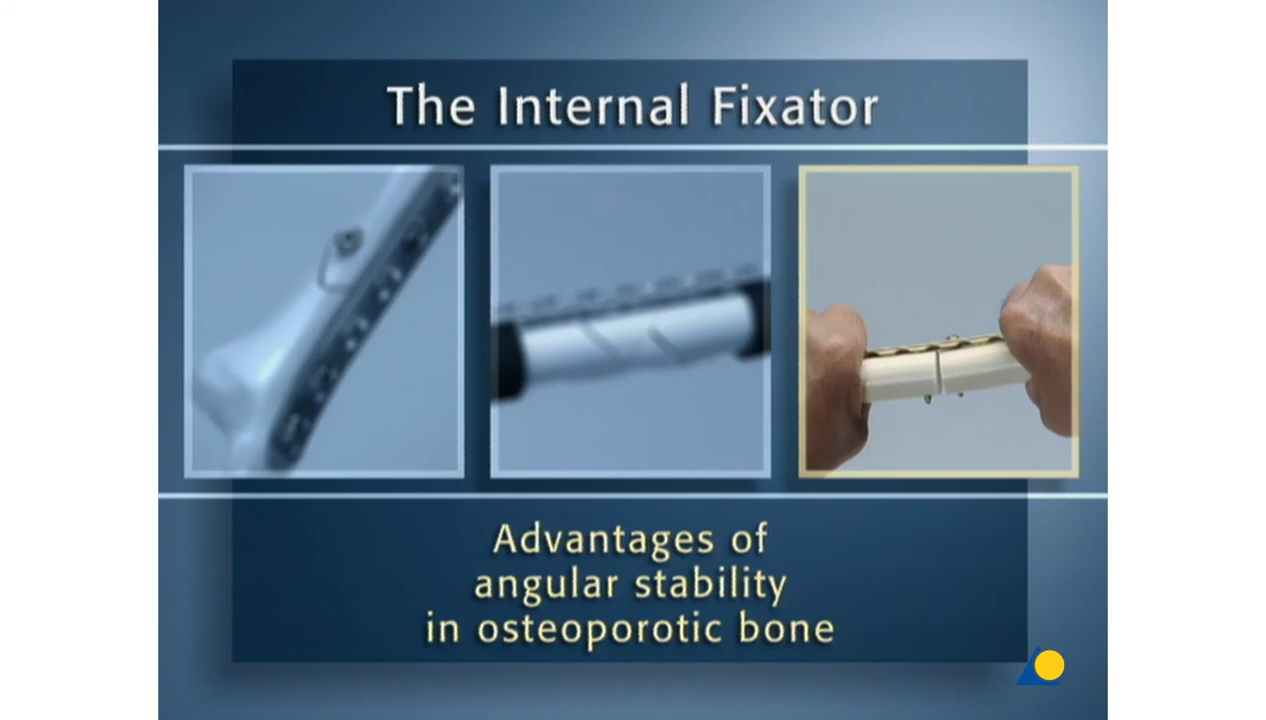 The Internal Fixator
Advantages of
angular stability
in osteoporotic bone